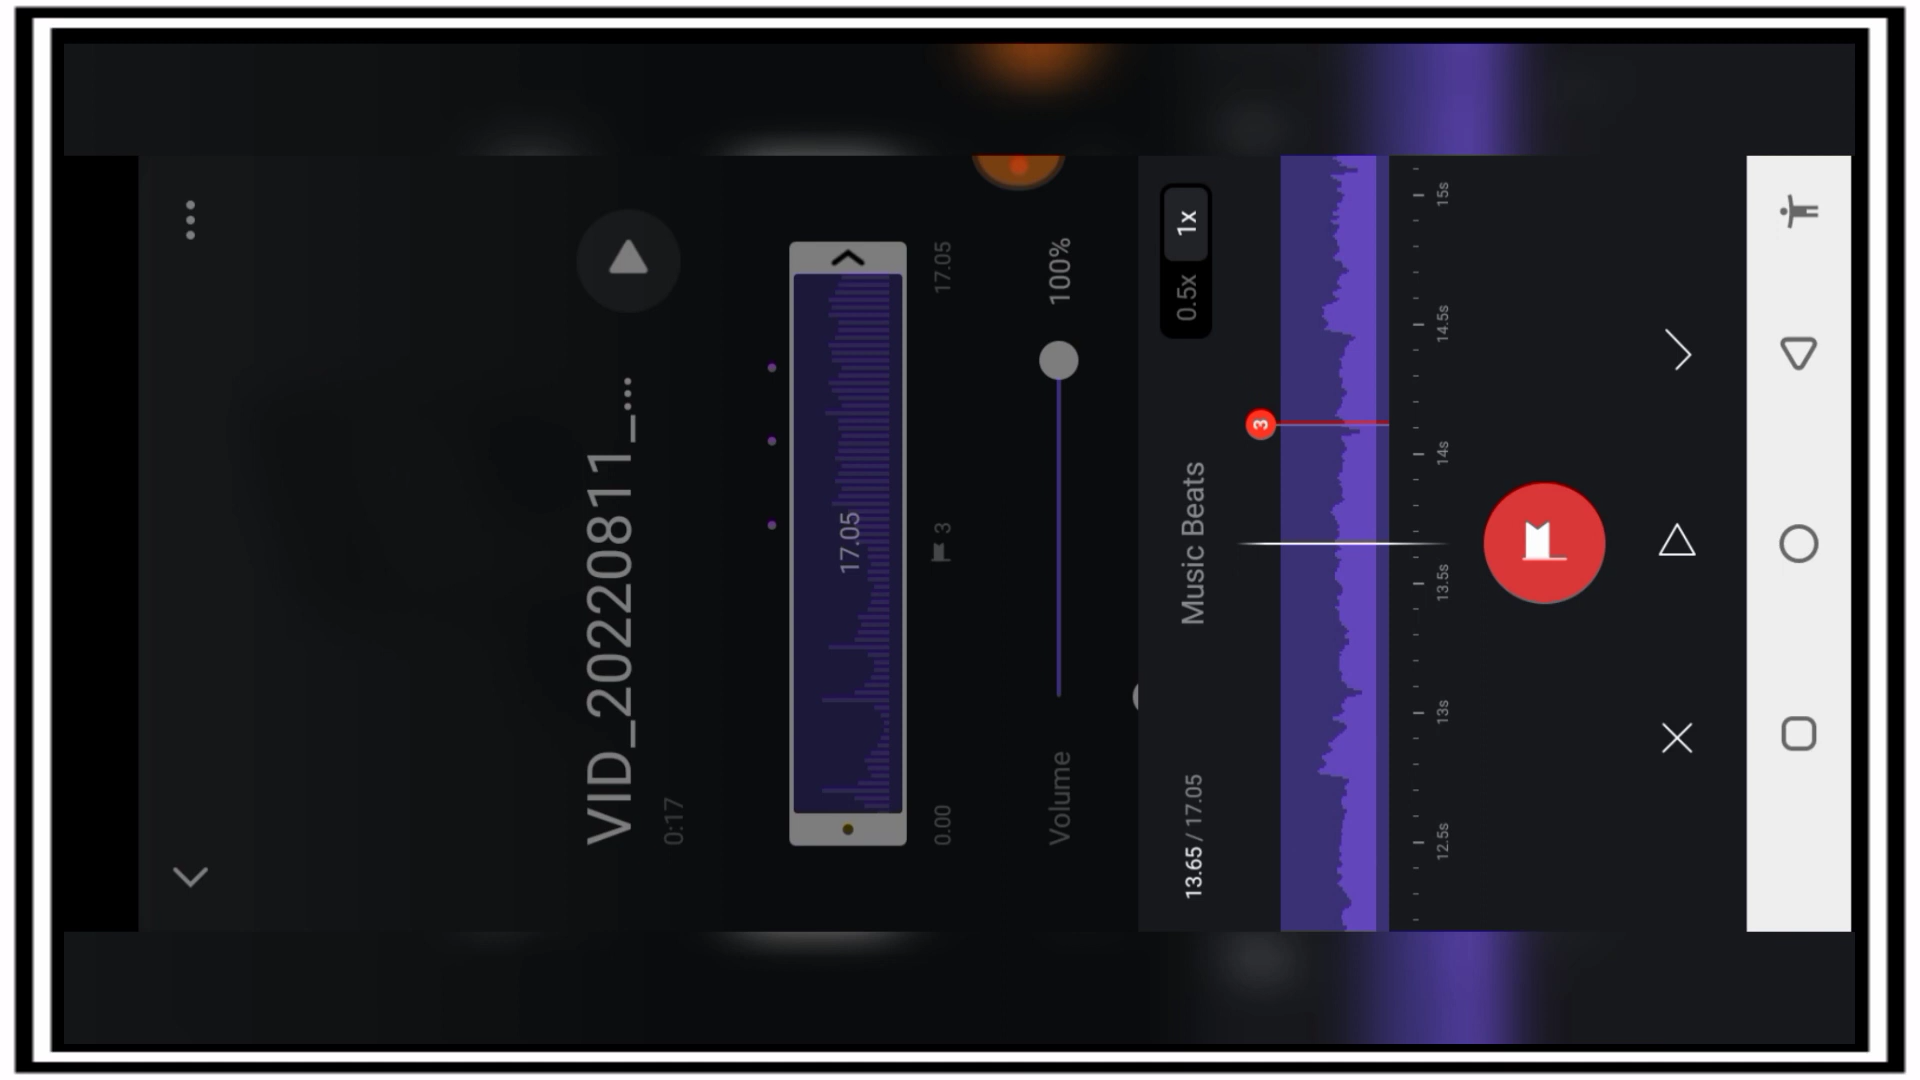 VID_20220811_...
0:17
17.05
0.00
3
17.05
Volume
100%
13.65 / 17.05
Music Beats
0.5x
1x
3
12.5s
13s
13.5s
14s
14.5s
15s